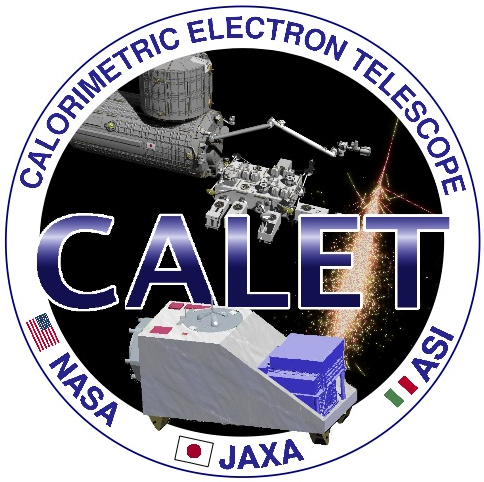 CALORIMETRIC ELECTRON TELESCOPE
CALET
NASA
JAXA
ASI